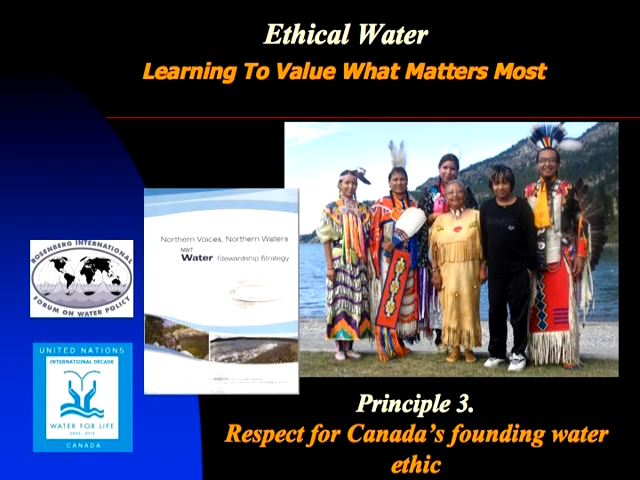 Ethical Water
Learning To Value What Matters Most
Northern Voices, Northern Waters
NWT
Water Stewardship Strategy
ROSENBERG INTERNATIONAL
FORUM ON WATER POLICY
UNITED NATIONS
INTERNATIONAL DECADE
WATER FOR LIFE
CANADA
Principle 3.
Respect for Canada's founding water
ethic